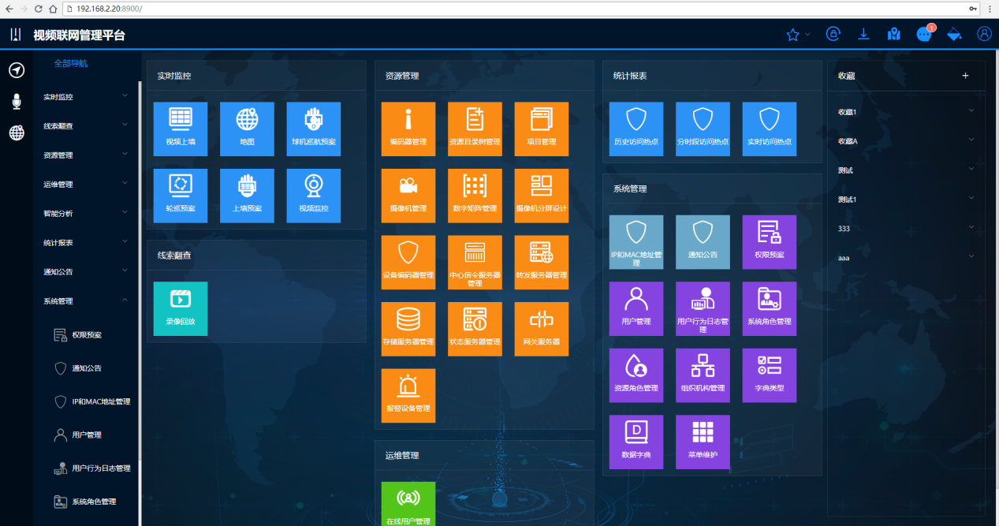 192.168.2.20:8900/
视频联网管理平台
1
全部导航
实时监控
线索翻查
资源管理
运维管理
智能分析
统计报表
通知公告
系统管理
权限预案
通知公告
IP和MAC地址管理
用户管理
用户行为日志管理
系统角色管理
实时监控
视频上墙
地图
球机巡航预案
轮巡预案
上墙预案
视频监控
线索翻查
录像回放
资源管理
编码器管理
资源目录树管理
项目管理
摄像机管理
数字矩阵管理
摄像机分屏设计
设备编码器管理
中心信令服务器
管理
转发服务器管理
存储服务器管理
状态服务器管理
网关服务器
报警设备管理
运维管理
在线用户管理
统计报表
历史访问热点
分时段访问热点
实时访问热点
系统管理
IP和MAC地址管
理
通知公告
权限预案
用户管理
用户行为日志管
理
系统角色管理
资源角色管理
组织机构管理
字典类型
D
数据字典
菜单维护
收藏
+
收藏1
收藏A
测试
测试1
333
aaa